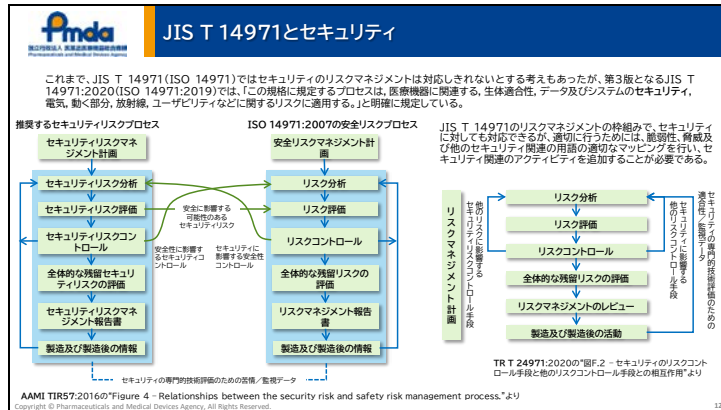 Pmda
独立行政法人 医薬品医療機器総合機構
Pharmaceuticals and Medical Devices Agency
JIS T 14971とセキュリティ
これまで、JIS T 14971(ISO 14971)ではセキュリティのリスクマネジメントは対応しきれないとする考えもあったが、第3版となるJIS T
14971:2020(ISO 14971:2019)では、「この規格に規定するプロセスは, 医療機器に関連する, 生体適合性, データ及びシステムのセキュリティ,
電気, 動く部分, 放射線, ユーザビリティなどに関するリスクに適用する。」と明確に規定している。
推奨するセキュリティリスクプロセス
セキュリティリスクマネ
ジメント計画
セキュリティリスク分析
セキュリティリスク評価
セキュリティリスクコン
トロール
全体的な残留セキュリ
ティリスクの評価
セキュリティリスクマネ
ジメント報告書
製造及び製造後の情報
安全に影響する
可能性のある
セキュリティリスク
安全性に影響す
るセキュリティコ
ントロール
セキュリティに
影響する安全性
コントロール
ISO 14971:2007の安全リスクプロセス
安全リスクマネジメント計
画
リスク分析
リスク評価
リスクコントロール
全体的な残留リスクの
評価
リスクマネジメント報告
書
製造及び製造後の情報
セキュリティの専門的技術評価のための苦情/監視データ
AAMI TIR57:2016の"Figure 4 – Relationships between the security risk and safety risk management process."より
JIS T 14971のリスクマネジメントの枠組みで、セキュリティ
に対しても対応できるが、適切に行うためには、脆弱性、脅威及
び他のセキュリティ関連の用語の適切なマッピングを行い、セ
キュリティ関連のアクティビティを追加することが必要である。
リスクマネジメント計画
他のリスクに影響する
セキュリティリスクコントロール手段
リスク分析
リスク評価
リスクコントロール
全体的な残留リスクの評価
リスクマネジメントのレビュー
製造及び製造後の活動
セキュリティに影響する
他のリスクコントロール手段
セキュリティの専門的技術評価のための
適合性/監視データ
TR T 24971:2020の"図F.2 – セキュリティのリスクコント
ロール手段と他のリスクコントロール手段との相互作用"より
Copyright © Pharmaceuticals and Medical Devices Agency, All Rights Reserved.
12